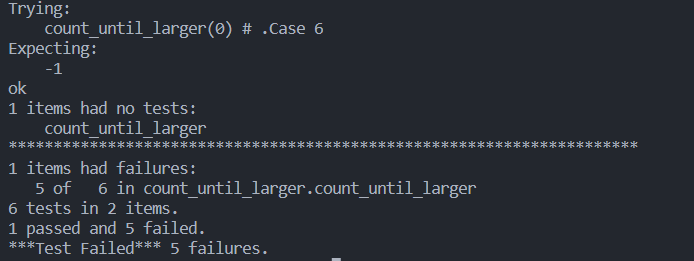 Trying:
    count_until_larger(0) # .Case 6
Expecting:
    -1
ok
1 items had no tests:
    count_until_larger
**********************************************************************
1 items had failures:
   5 of   6 in count_until_larger.count_until_larger
6 tests in 2 items.
1 passed and 5 failed.
***Test Failed*** 5 failures.